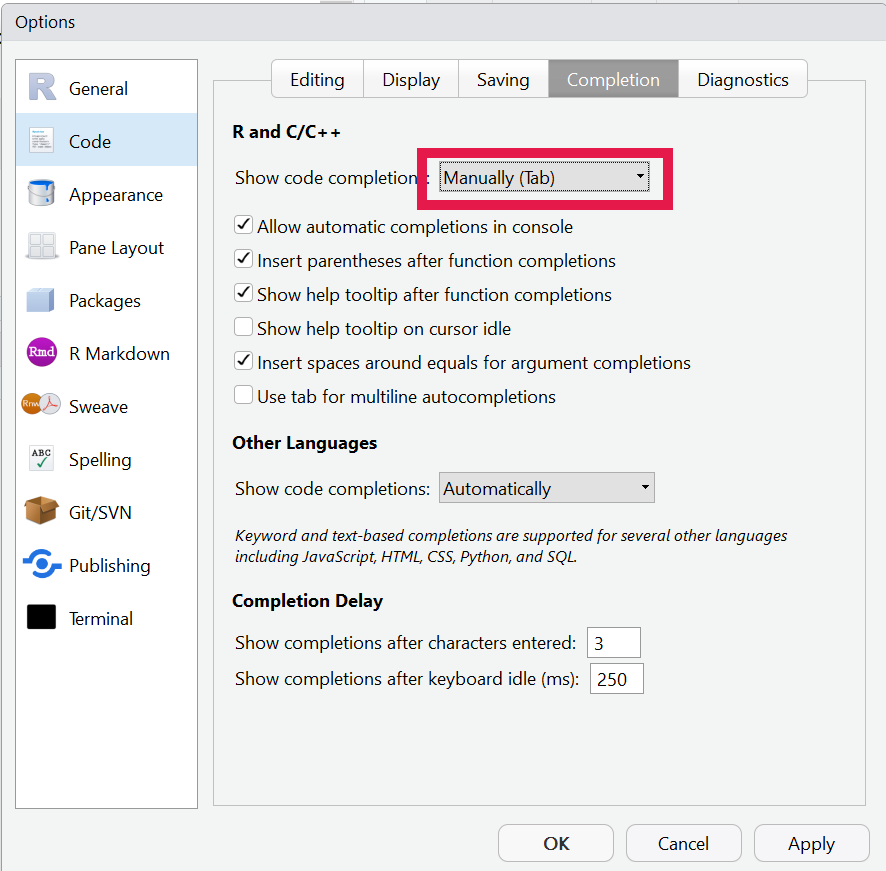 Options
R General
Code
Appearance
Pane Layout
Packages
Rmd R Markdown
Rnw Sweave
ABC Spelling
Git/SVN
Publishing
Terminal
Editing Display Saving Completion Diagnostics
R and C/C++
Show code completion : Manually (Tab)
Allow automatic completions in console
Insert parentheses after function completions
Show help tooltip after function completions
Show help tooltip on cursor idle
Insert spaces around equals for argument completions
Use tab for multiline autocompletions
Other Languages
Show code completions: Automatically
Keyword and text-based completions are supported for several other languages
including JavaScript, HTML, CSS, Python, and SQL.
Completion Delay
Show completions after characters entered: 3
Show completions after keyboard idle (ms): 250
OK Cancel Apply